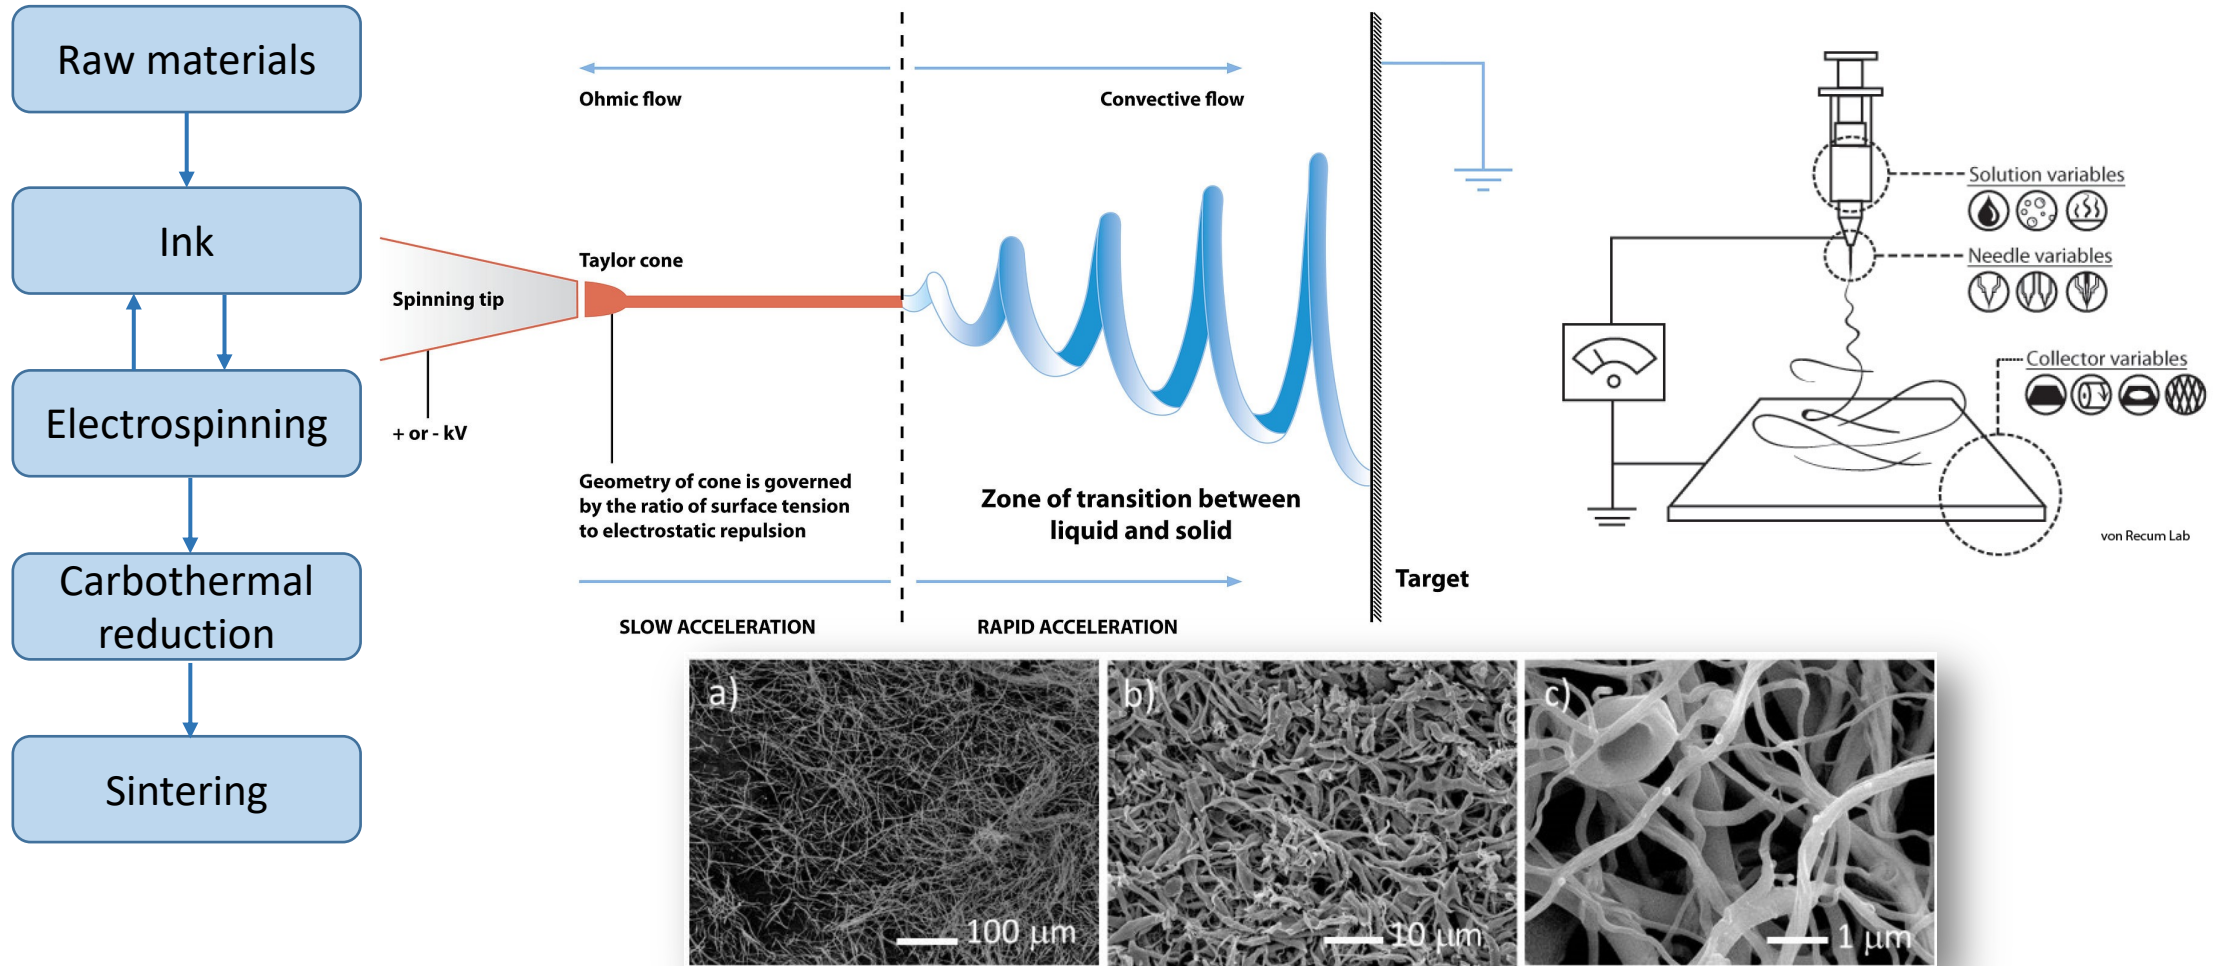 Raw materials
Ink
Electrospinning
Carbothermal
reduction
Sintering
Ohmic flow
Convective flow
Taylor cone
Spinning tip
+ or - kV
Geometry of cone is governed
by the ratio of surface tension
to electrostatic repulsion
Zone of transition between
liquid and solid
SLOW ACCELERATION
RAPID ACCELERATION
Target
Solution variables
Needle variables
Collector variables
von Recum Lab
a)
100 μm
b)
10 μm
c)
1 μm